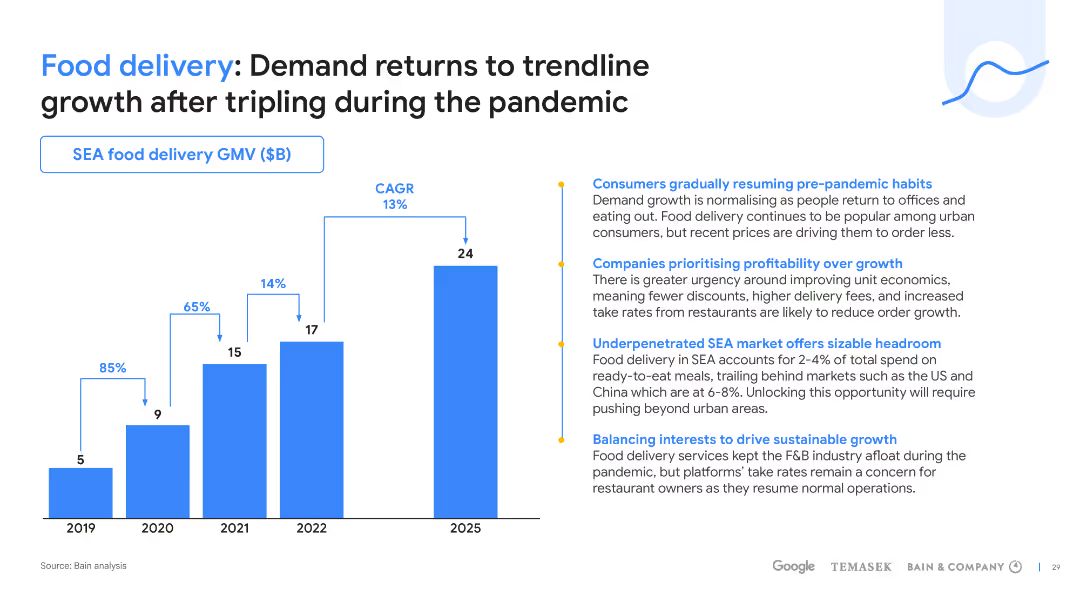 Food delivery: Demand returns to trendline
growth after tripling during the pandemic
SEA food delivery GMV ($B)
CAGR
13%
24
14%
17
65%
15
85%
9
5
2019
2020
2021
2022
2025
Consumers gradually resuming pre-pandemic habits
Demand growth is normalising as people return to offices and
eating out. Food delivery continues to be popular among urban
consumers, but recent prices are driving them to order less.
Companies prioritising profitability over growth
There is greater urgency around improving unit economics,
meaning fewer discounts, higher delivery fees, and increased
take rates from restaurants are likely to reduce order growth.
Underpenetrated SEA market offers sizable headroom
Food delivery in SEA accounts for 2-4% of total spend on
ready-to-eat meals, trailing behind markets such as the US and
China which are at 6-8%. Unlocking this opportunity will require
pushing beyond urban areas.
Balancing interests to drive sustainable growth
Food delivery services kept the F&B industry afloat during the
pandemic, but platforms' take rates remain a concern for
restaurant owners as they resume normal operations.
Source: Bain analysis
Google
TEMASEK
BAIN & COMPANY
29